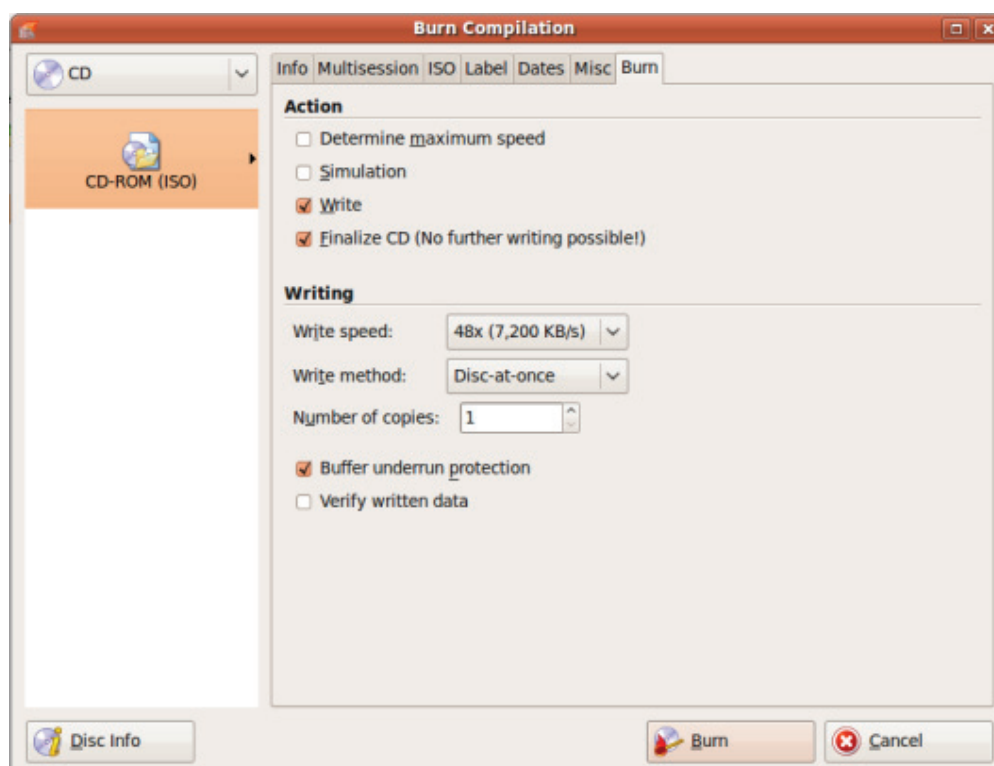 Burn Compilation
CD
CD-ROM (ISO)
Info Multisession ISO Label Dates Misc Burn
Action
Determine maximum speed
Simulation
Write
Finalize CD (No further writing possible!)
Writing
Write speed: 48x (7,200 KB/s)
Write method: Disc-at-once
Number of copies: 1
Buffer underrun protection
Verify written data
Disc Info Burn Cancel